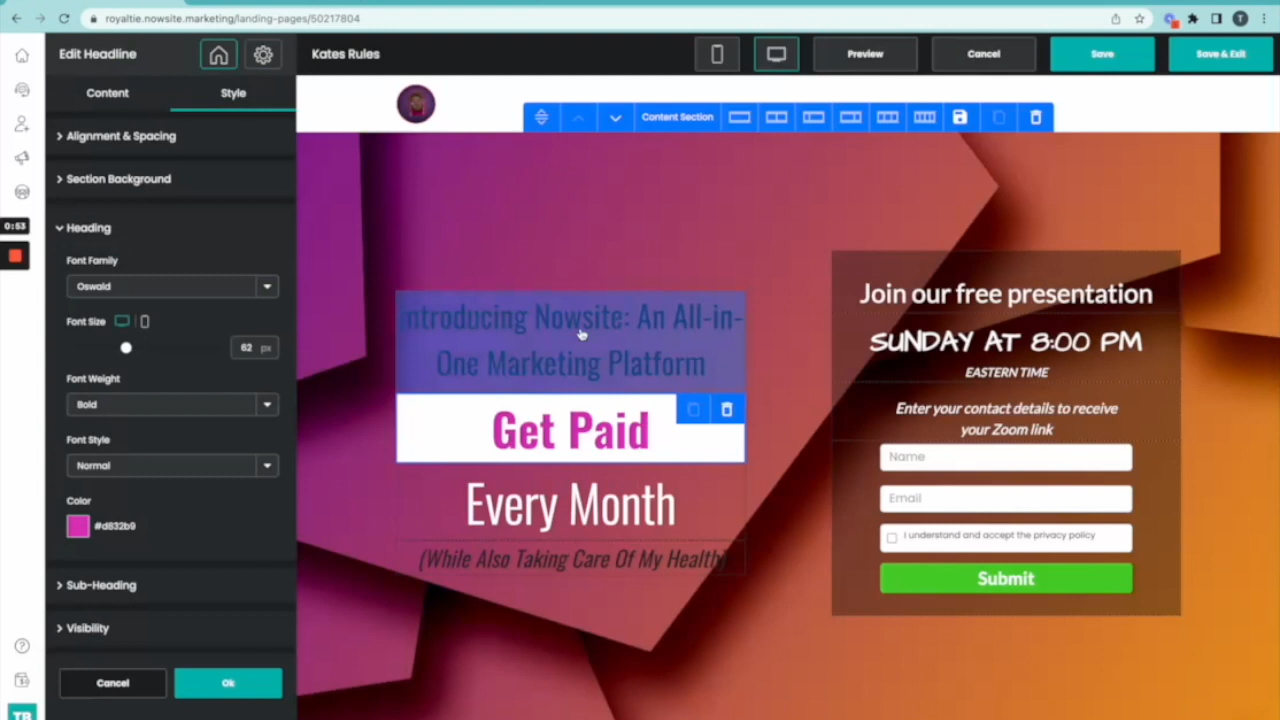 royaltie.nowsite.marketing/landing-pages/50217804
T
Edit Headline
Kates Rules
Preview
Cancel
Save
Save & Exit
Content
Style
Content Section
Alignment & Spacing
Section Background
0:53
Heading
Font Family
Oswald
Font Size
62 px
Font Weight
Bold
Font Style
Normal
Color
#d832b9
Sub-Heading
Visibility
Cancel
Ok
TB
Introducing Nowsite: An All-in-
One Marketing Platform
Get Paid
Every Month
(While Also Taking Care Of My Health)
Join our free presentation
SUNDAY AT 8:00 PM
EASTERN TIME
Enter your contact details to receive
your Zoom link
Name
Email
I understand and accept the privacy policy
Submit